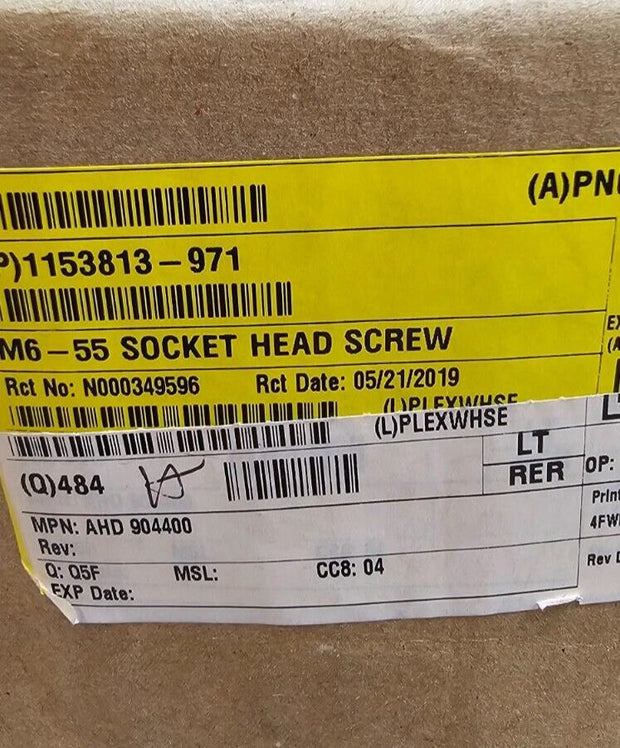 (A)PN
P)1153813-971
M6-55 SOCKET HEAD SCREW
Rct No: N000349596 Rct Date: 05/21/2019
(L)PLEXWHSE
(L)PLEXWHSE
LT
(Q)484
RER
OP:
MPN: AHD 904400
Rev:
Q: Q5F MSL: CC8: 04
EXP Date:
4FW
Rev